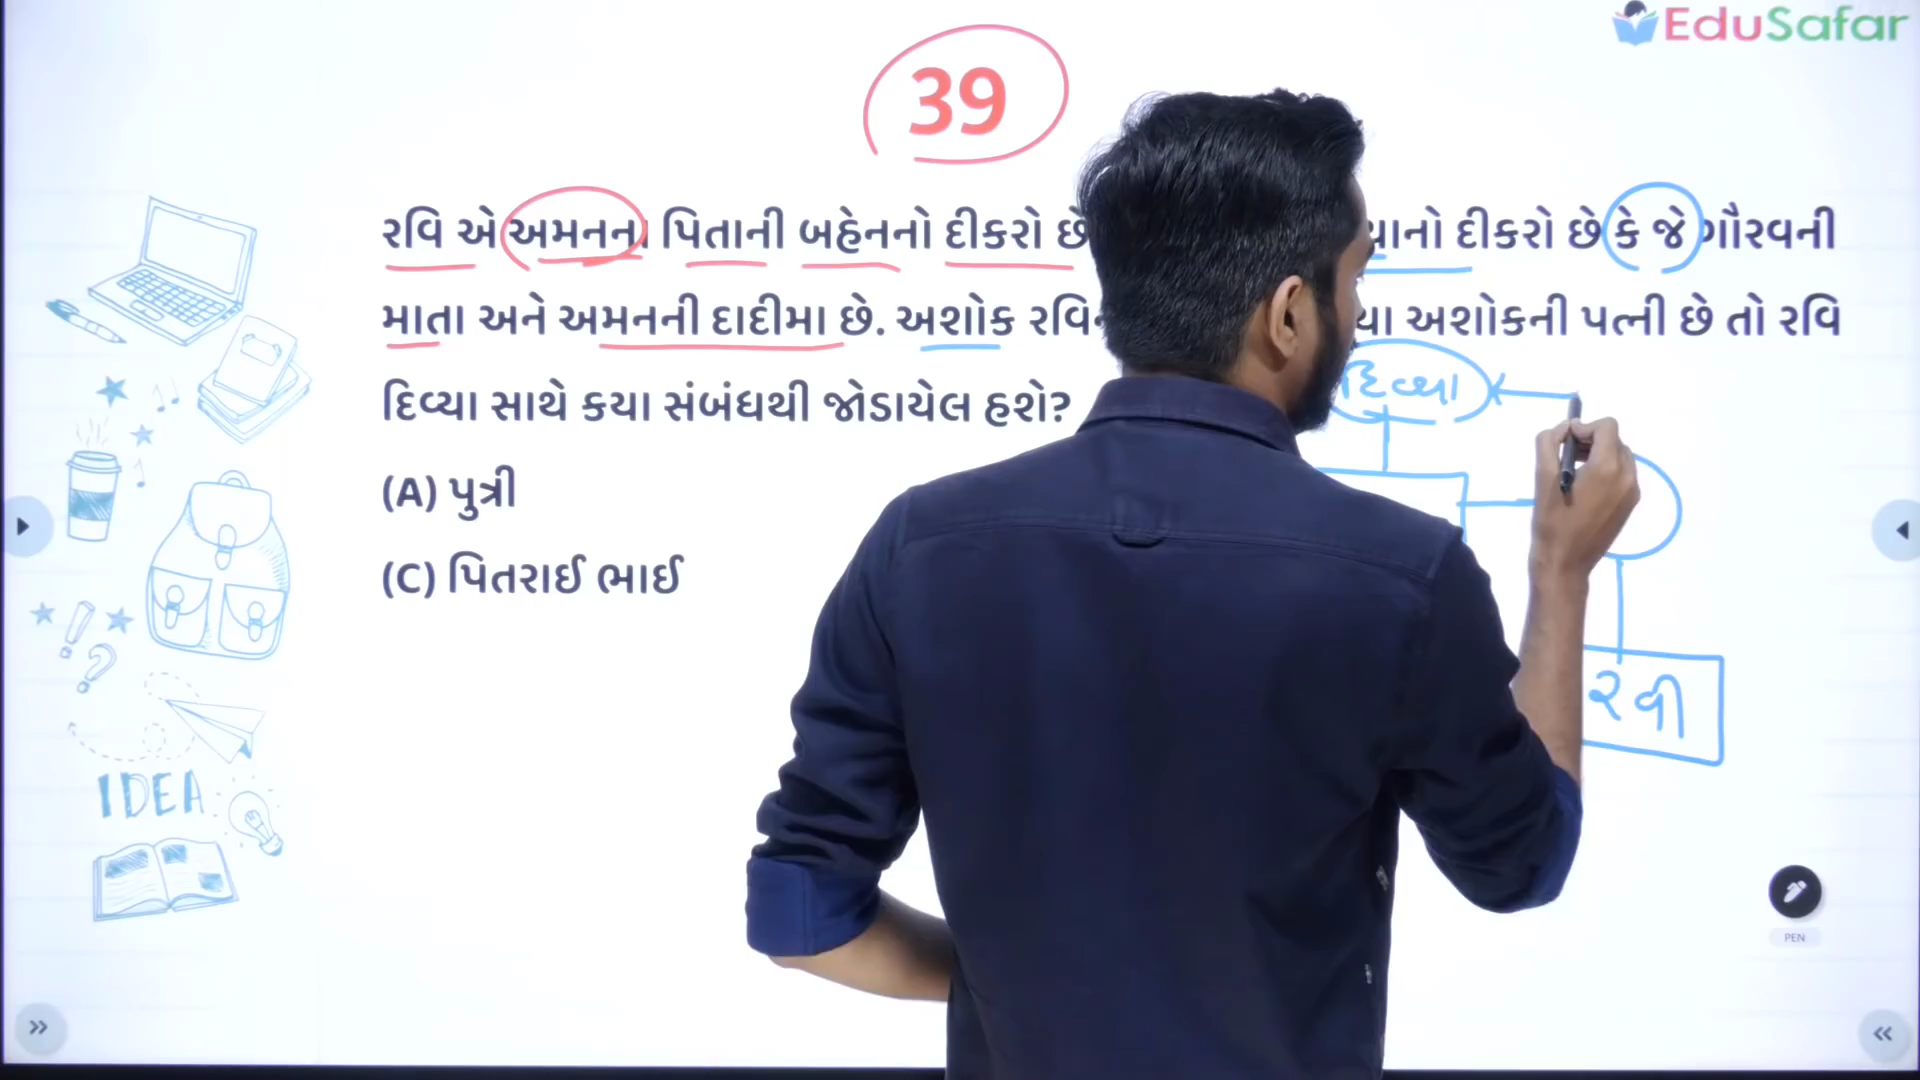 EduSafar
39
રવિ એ અમનના પિતાની બહેનનો દીકરો છે દીકરો છે કે જે ગૌરવની
માતા અને અમનની દાદીમા છે. અશોક અશોકની પત્ની છે તો રવિ
દિવ્યા સાથે કયા સંબંધથી જોડાયેલ હશે?
દિવ્યા
(A) પુત્રી
(C) પિતરાઈ ભાઈ
રવી
IDEA
PEN